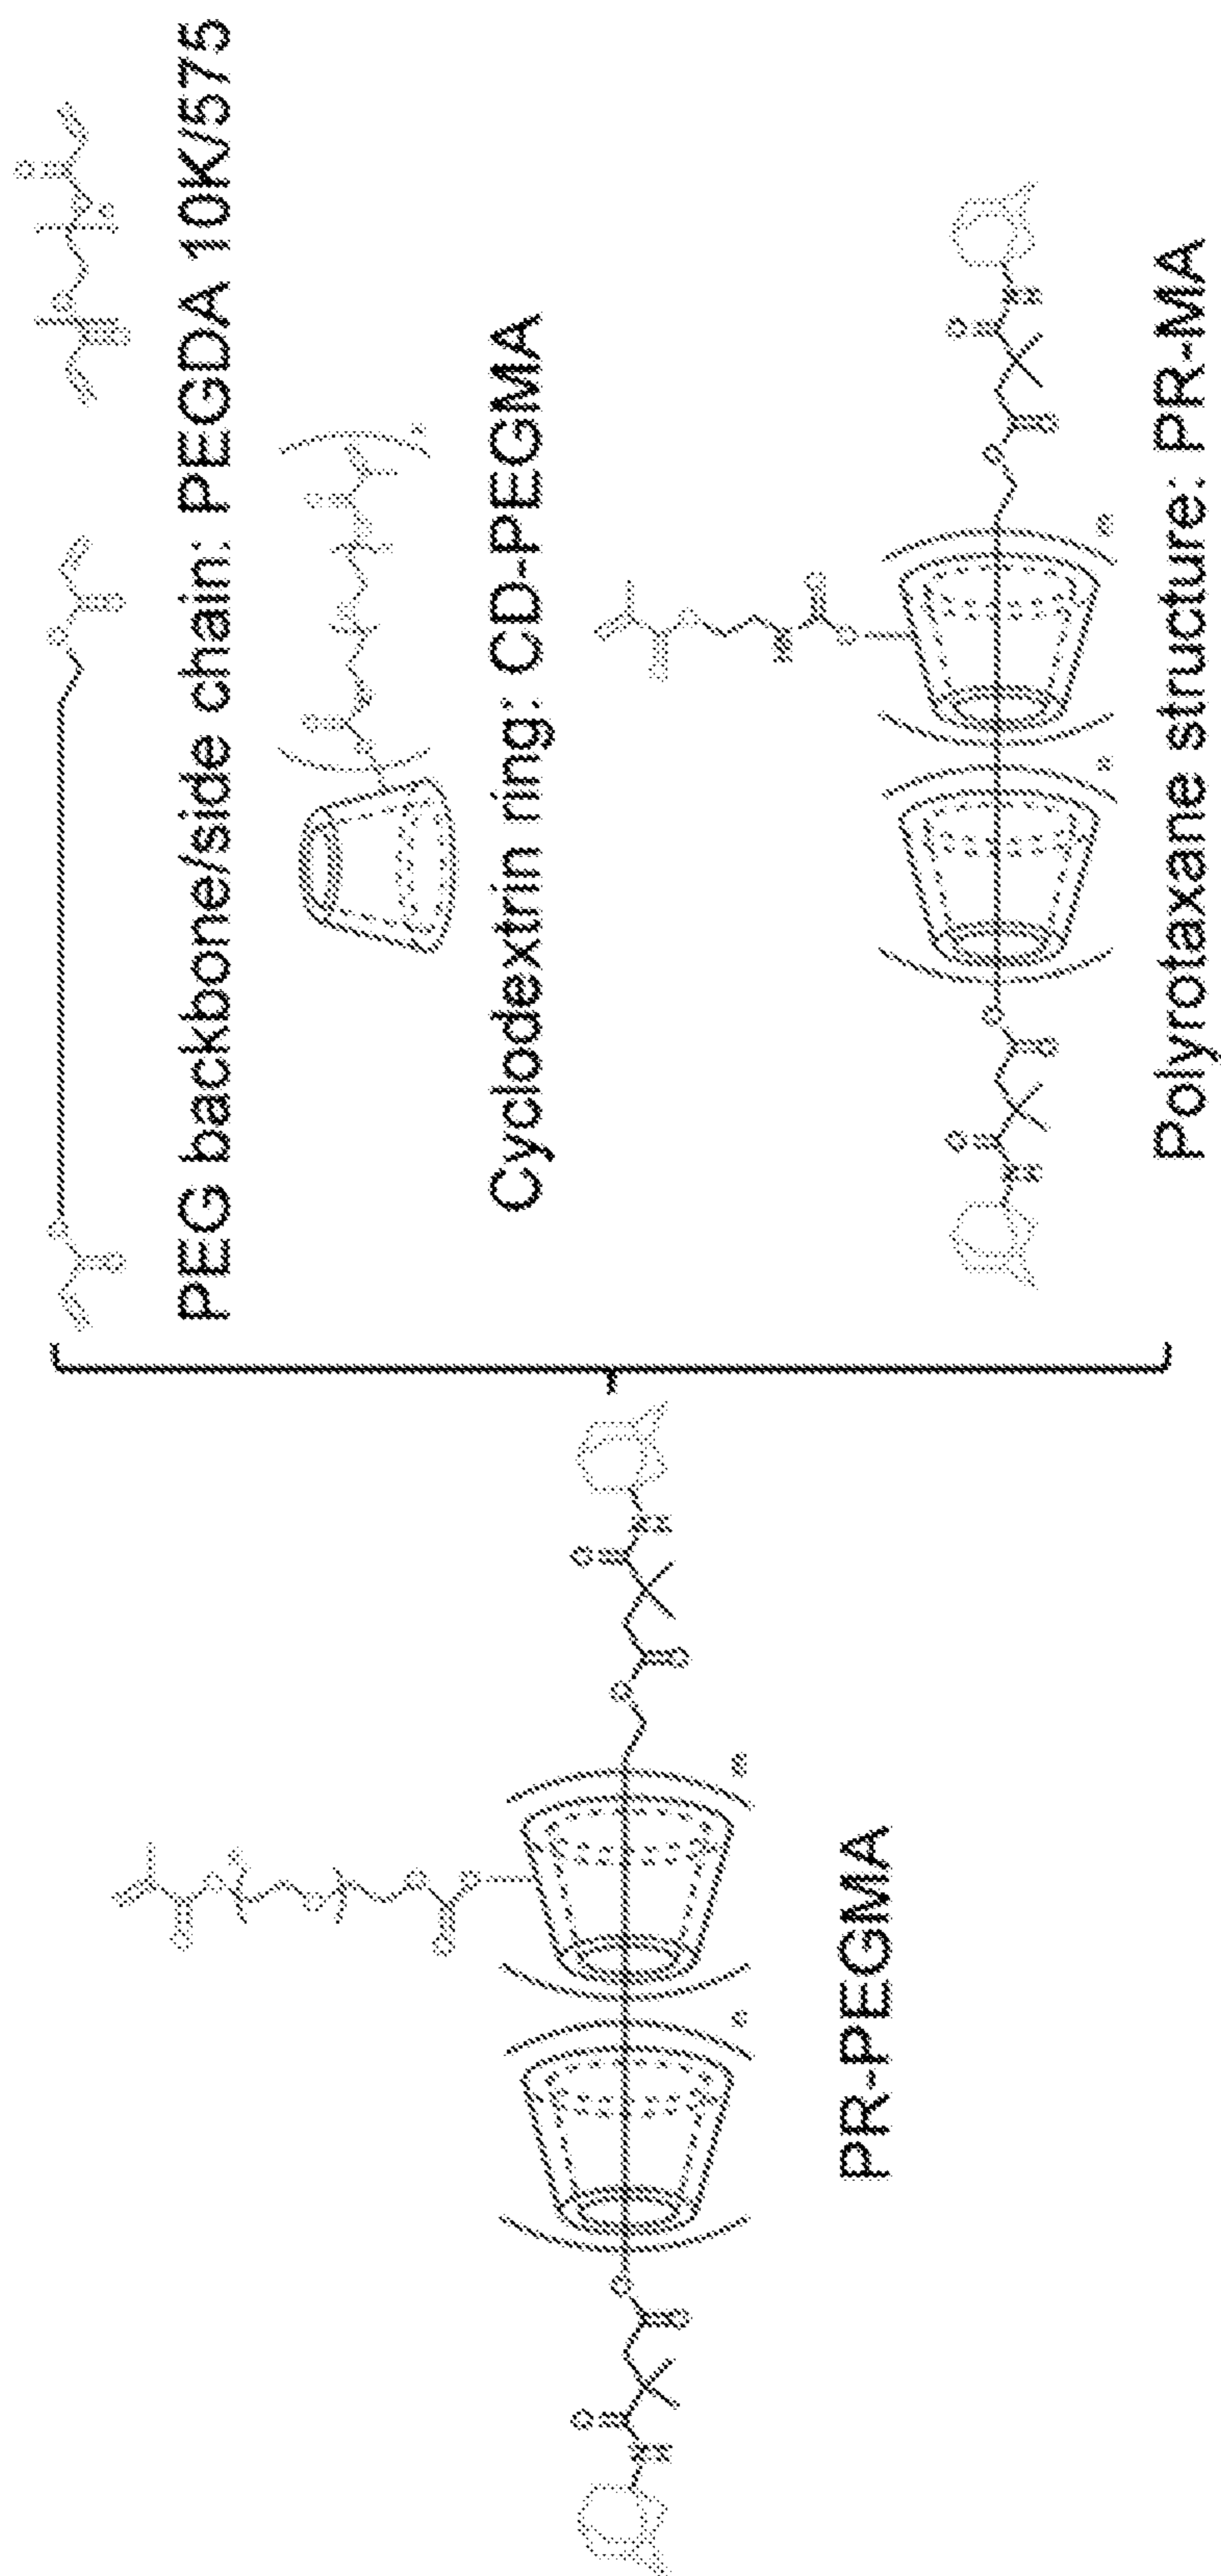 PR-PEGMA
PEG backbone/side chain: PEGDA 10K/575
Cyclodextrin ring: CD-PEGMA
Polyrotaxane structure: PR-MA